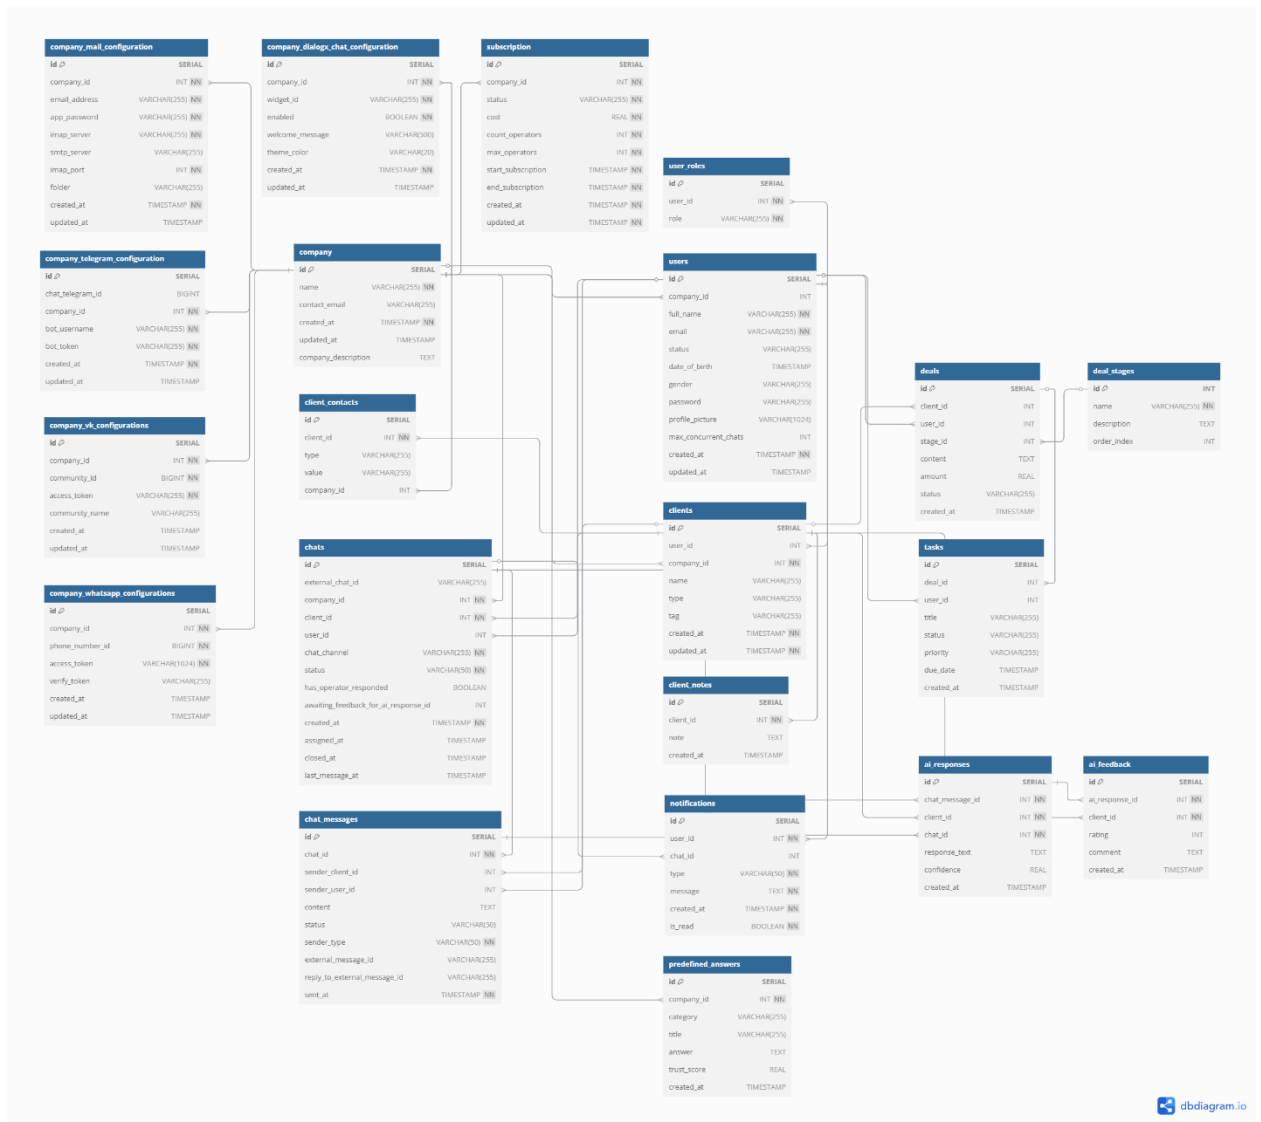 company_mail_configuration
id SERIAL
company_id INT NN
email_address VARCHAR(255) NN
app_password VARCHAR(255) NN
imap_server VARCHAR(255) NN
smtp_server VARCHAR(255)
imap_port INT NN
folder VARCHAR(255)
created_at TIMESTAMP NN
updated_at TIMESTAMP
company_dialogx_chat_configuration
id SERIAL
company_id INT NN
widget_id VARCHAR(255) NN
enabled BOOLEAN NN
welcome_message VARCHAR(500)
theme_color VARCHAR(20)
created_at TIMESTAMP NN
updated_at TIMESTAMP
subscription
id SERIAL
company_id INT NN
status VARCHAR(255) NN
cost REAL NN
count_operators INT NN
max_operators INT NN
start_subscription TIMESTAMP NN
end_subscription TIMESTAMP NN
created_at TIMESTAMP NN
updated_at TIMESTAMP NN
user_roles
id SERIAL
user_id INT NN
role VARCHAR(255) NN
company_telegram_configuration
id SERIAL
chat_telegram_id BIGINT
company_id INT NN
bot_username VARCHAR(255) NN
bot_token VARCHAR(255) NN
created_at TIMESTAMP NN
updated_at TIMESTAMP
company
id SERIAL
name VARCHAR(255) NN
contact_email VARCHAR(255)
created_at TIMESTAMP NN
updated_at TIMESTAMP
company_description TEXT
users
id SERIAL
company_id INT
full_name VARCHAR(255) NN
email VARCHAR(255) NN
status VARCHAR(255)
date_of_birth TIMESTAMP
gender VARCHAR(255)
password VARCHAR(255)
profile_picture VARCHAR(1024)
max_concurrent_chats INT
created_at TIMESTAMP NN
updated_at TIMESTAMP
deals
id SERIAL
client_id INT
user_id INT
stage_id INT
content TEXT
amount REAL
status VARCHAR(255)
created_at TIMESTAMP
deal_stages
id INT
name VARCHAR(255) NN
description TEXT
order_index INT
company_vk_configurations
id SERIAL
company_id INT NN
community_id BIGINT NN
access_token VARCHAR(255) NN
community_name VARCHAR(255)
created_at TIMESTAMP
updated_at TIMESTAMP
client_contacts
id SERIAL
client_id INT NN
type VARCHAR(255)
value VARCHAR(255)
company_id INT
clients
id SERIAL
user_id INT
company_id INT NN
name VARCHAR(255)
type VARCHAR(255)
tag VARCHAR(255)
created_at TIMESTAMP NN
updated_at TIMESTAMP NN
tasks
id SERIAL
deal_id INT
user_id INT
title VARCHAR(255)
status VARCHAR(255)
priority VARCHAR(255)
due_date TIMESTAMP
created_at TIMESTAMP
company_whatsapp_configurations
id SERIAL
company_id INT NN
phone_number_id BIGINT NN
access_token VARCHAR(1024) NN
verify_token VARCHAR(255)
created_at TIMESTAMP
updated_at TIMESTAMP
chats
id SERIAL
external_chat_id VARCHAR(255)
company_id INT NN
client_id INT NN
user_id INT
chat_channel VARCHAR(255) NN
status VARCHAR(50) NN
has_operator_responded BOOLEAN
awaiting_feedback_for_ai_response_id INT
created_at TIMESTAMP NN
assigned_at TIMESTAMP
closed_at TIMESTAMP
last_message_at TIMESTAMP
client_notes
id SERIAL
client_id INT NN
note TEXT
created_at TIMESTAMP
ai_responses
id SERIAL
chat_message_id INT NN
client_id INT NN
chat_id INT NN
response_text TEXT
confidence REAL
created_at TIMESTAMP
ai_feedback
id SERIAL
ai_response_id INT NN
client_id INT NN
rating INT
comment TEXT
created_at TIMESTAMP
chat_messages
id SERIAL
chat_id INT NN
sender_client_id INT
sender_user_id INT
content TEXT
status VARCHAR(50)
sender_type VARCHAR(50) NN
external_message_id VARCHAR(255)
reply_to_external_message_id VARCHAR(255)
sent_at TIMESTAMP NN
notifications
id SERIAL
user_id INT NN
chat_id INT
type VARCHAR(50) NN
message TEXT NN
created_at TIMESTAMP NN
is_read BOOLEAN NN
predefined_answers
id SERIAL
company_id INT NN
category VARCHAR(255)
title VARCHAR(255)
answer TEXT
trust_score REAL
created_at TIMESTAMP
dbdiagram.io